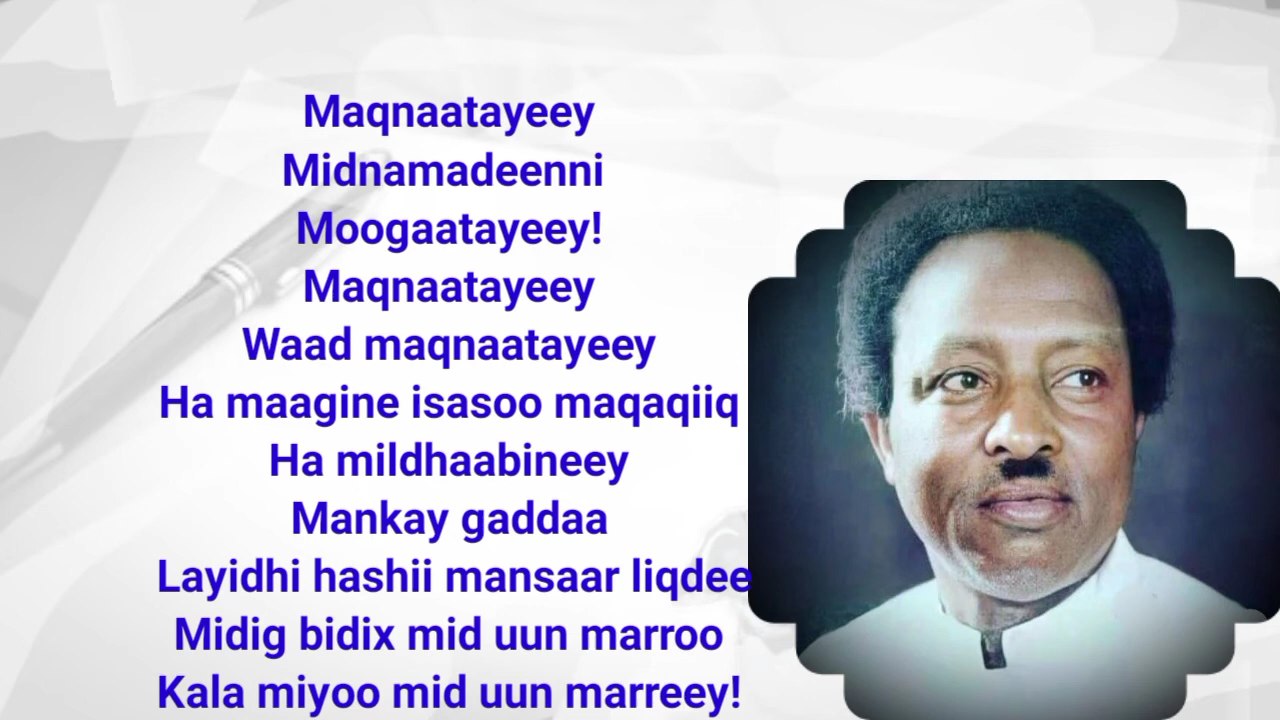 Maqnaatayeey
Midnamadeenni
Moogaatayeey!
Maqnaatayeey
Waad maqnaatayeey
Ha maagine isasoo maqaqiiq
Ha mildhaabineey
Mankay gaddaa
Layidhi hashii mansaar liqdee
Midig bidix mid uun marroo
Kala miyoo mid uun marreey!